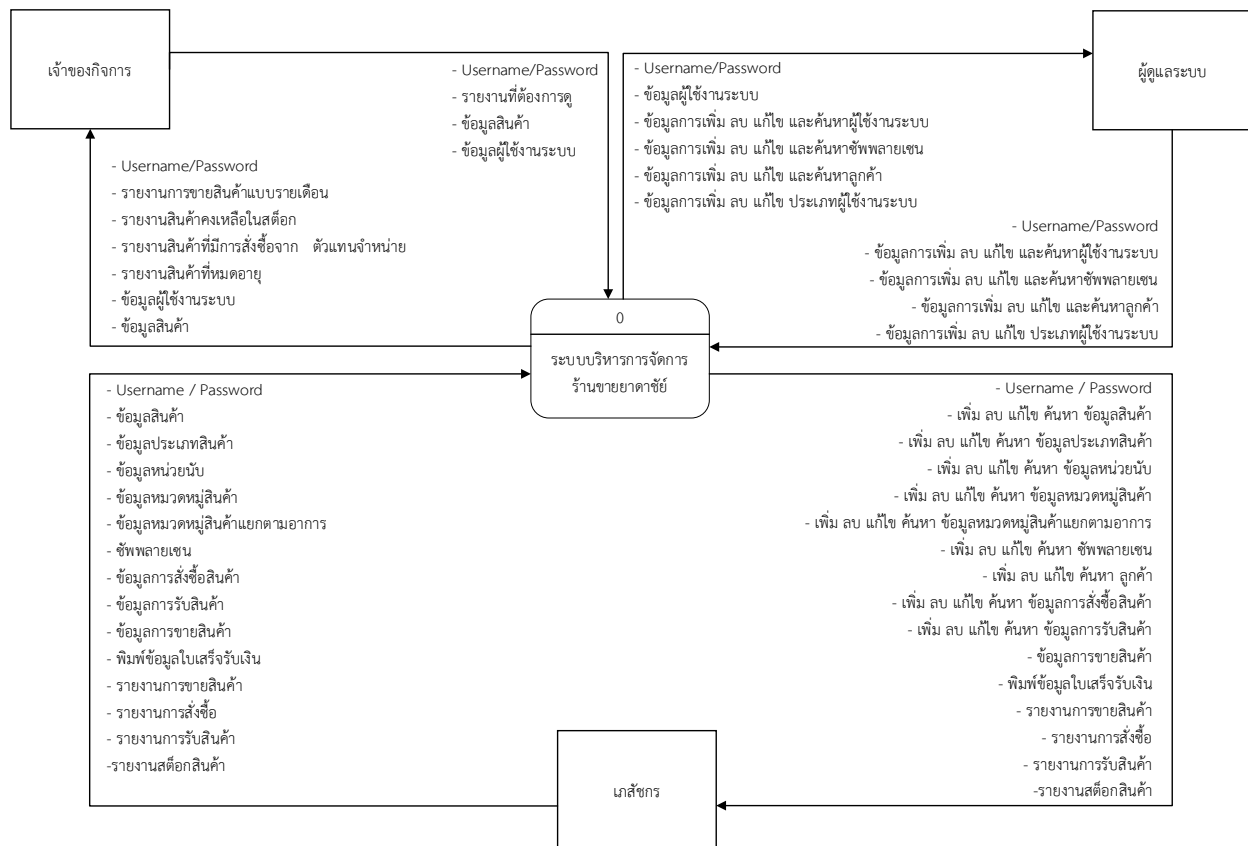 เจ้าของกิจการ
- Username/Password
- รายงานที่ต้องการดู
- ข้อมูลสินค้า
- ข้อมูลผู้ใช้งานระบบ
- Username/Password
- ข้อมูลผู้ใช้งานระบบ
- ข้อมูลการเพิ่ม ลบ แก้ไข และค้นหาผู้ใช้งานระบบ
- ข้อมูลการเพิ่ม ลบ แก้ไข และค้นหาซัพพลายเซน
- ข้อมูลการเพิ่ม ลบ แก้ไข และค้นหาลูกค้า
- ข้อมูลการเพิ่ม ลบ แก้ไข ประเภทผู้ใช้งานระบบ
ผู้ดูแลระบบ
- Username/Password
- รายงานการขายสินค้าแบบรายเดือน
- รายงานสินค้าคงเหลือในสต็อก
- รายงานสินค้าที่มีการสั่งซื้อจาก ตัวแทนจำหน่าย
- รายงานสินค้าที่หมดอายุ
- ข้อมูลผู้ใช้งานระบบ
- ข้อมูลสินค้า
- Username/Password
- ข้อมูลการเพิ่ม ลบ แก้ไข และค้นหาผู้ใช้งานระบบ
- ข้อมูลการเพิ่ม ลบ แก้ไข และค้นหาซัพพลายเซน
- ข้อมูลการเพิ่ม ลบ แก้ไข และค้นหาลูกค้า
- ข้อมูลการเพิ่ม ลบ แก้ไข ประเภทผู้ใช้งานระบบ
0
ระบบบริหารการจัดการ
ร้านขายยาดาชัย์
- Username / Password
- ข้อมูลสินค้า
- ข้อมูลประเภทสินค้า
- ข้อมูลหน่วยนับ
- ข้อมูลหมวดหมู่สินค้า
- ข้อมูลหมวดหมู่สินค้าแยกตามอาการ
- ซัพพลายเซน
- ข้อมูลการสั่งซื้อสินค้า
- ข้อมูลการรับสินค้า
- ข้อมูลการขายสินค้า
- พิมพ์ข้อมูลใบเสร็จรับเงิน
- รายงานการขายสินค้า
- รายงานการสั่งซื้อ
- รายงานการรับสินค้า
-รายงานสต็อกสินค้า
- Username / Password
- เพิ่ม ลบ แก้ไข ค้นหา ข้อมูลสินค้า
- เพิ่ม ลบ แก้ไข ค้นหา ข้อมูลประเภทสินค้า
- เพิ่ม ลบ แก้ไข ค้นหา ข้อมูลหน่วยนับ
- เพิ่ม ลบ แก้ไข ค้นหา ข้อมูลหมวดหมู่สินค้า
- เพิ่ม ลบ แก้ไข ค้นหา ข้อมูลหมวดหมู่สินค้าแยกตามอาการ
- เพิ่ม ลบ แก้ไข ค้นหา ซัพพลายเซน
- เพิ่ม ลบ แก้ไข ค้นหา ลูกค้า
- เพิ่ม ลบ แก้ไข ค้นหา ข้อมูลการสั่งซื้อสินค้า
- เพิ่ม ลบ แก้ไข ค้นหา ข้อมูลการรับสินค้า
- ข้อมูลการขายสินค้า
- พิมพ์ข้อมูลใบเสร็จรับเงิน
- รายงานการขายสินค้า
- รายงานการสั่งซื้อ
- รายงานการรับสินค้า
-รายงานสต็อกสินค้า
เภสัชกร